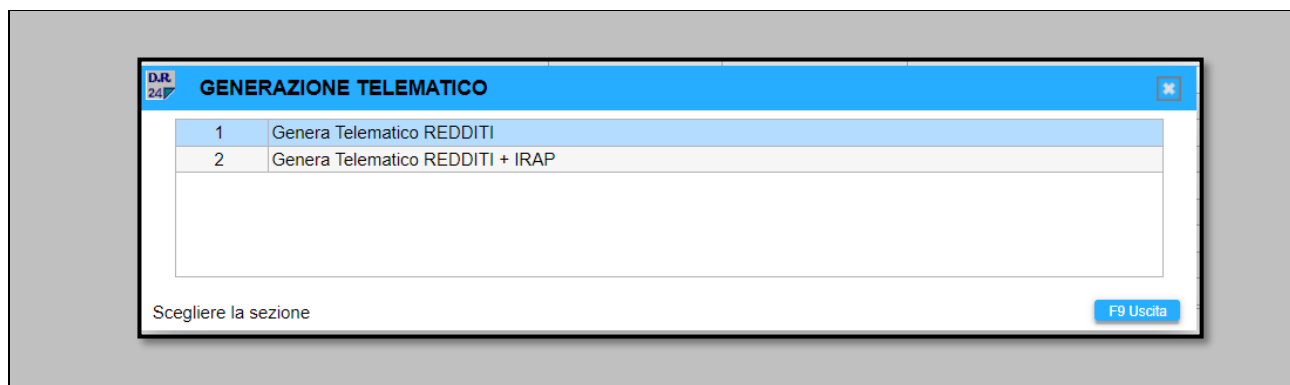 D.R.
24
GENERAZIONE TELEMATICO
1 Genera Telematico REDDITI
2 Genera Telematico REDDITI + IRAP
Scegliere la sezione
F9 Uscita